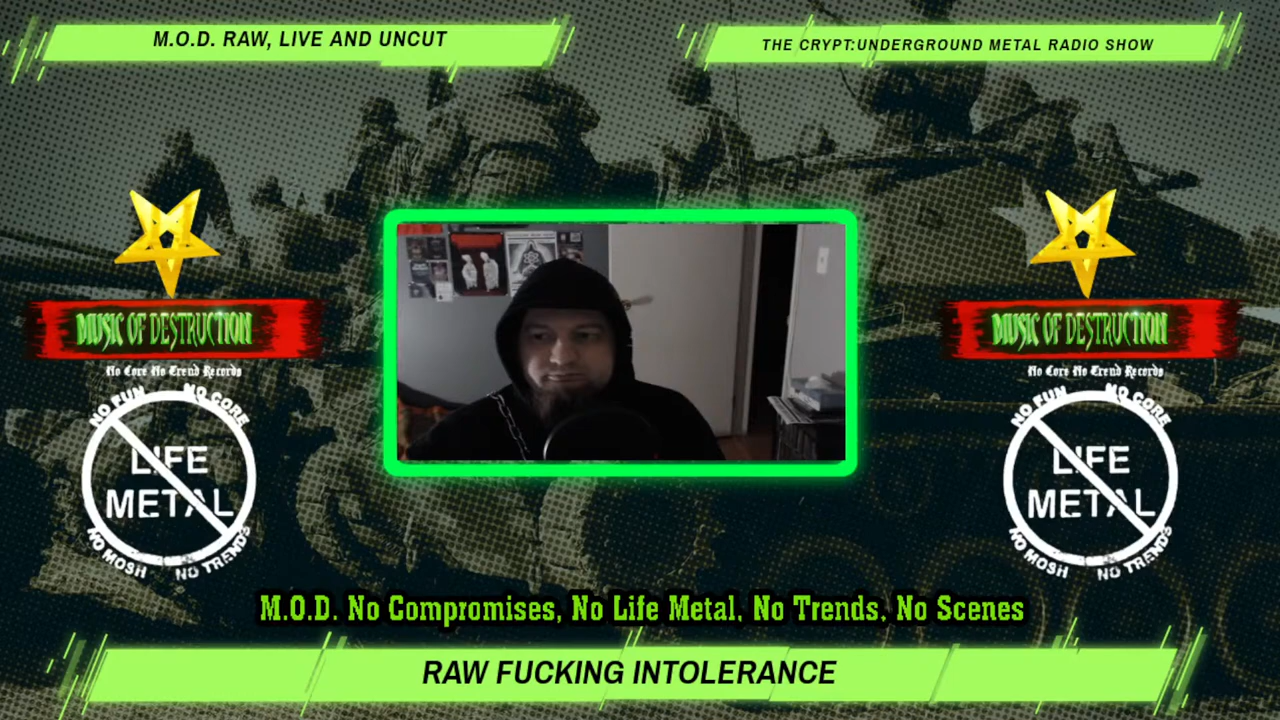 M.O.D. RAW, LIVE AND UNCUT
THE CRYPT:UNDERGROUND METAL RADIO SHOW
MUSIC OF DESTRUCTION
No Core No Trend Records
NO FUN NO CORE
LIFE
METAL
NO MOSH NO TRENDS
MUSIC OF DESTRUCTION
No Core No Trend Records
NO FUN NO CORE
LIFE
METAL
NO MOSH NO TRENDS
M.O.D. No Compromises, No Life Metal, No Trends, No Scenes
RAW FUCKING INTOLERANCE